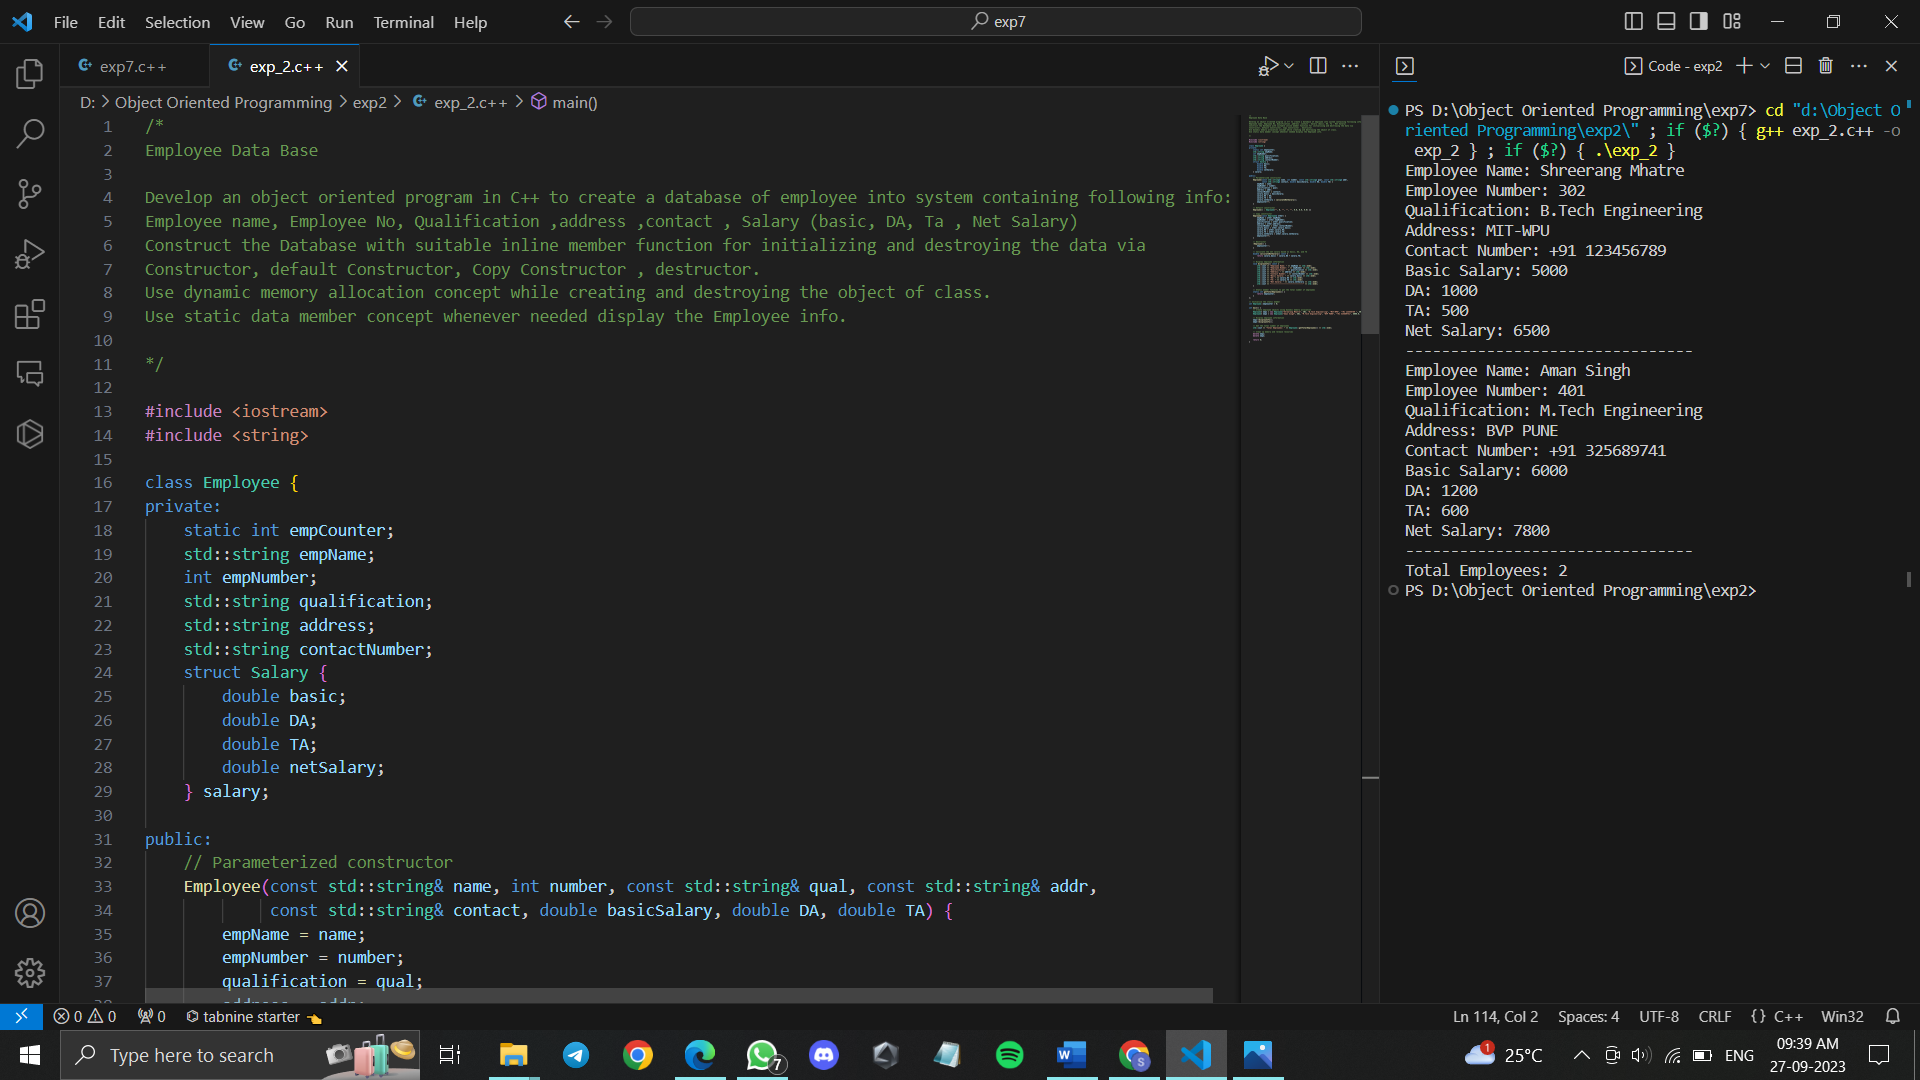 File Edit Selection View Go Run Terminal Help
exp7
exp7.c++
exp_2.c++
Code - exp2
D: > Object Oriented Programming > exp2 > exp_2.c++ > main()
1 /*
2 Employee Data Base
3
4 Develop an object oriented program in C++ to create a database of employee into system containing following info:
5 Employee name, Employee No, Qualification ,address ,contact , Salary (basic, DA, Ta , Net Salary)
6 Construct the Database with suitable inline member function for initializing and destroying the data via
7 Constructor, default Constructor, Copy Constructor , destructor.
8 Use dynamic memory allocation concept while creating and destroying the object of class.
9 Use static data member concept whenever needed display the Employee info.
10
11 */
12
13 #include <iostream>
14 #include <string>
15
16 class Employee {
17 private:
18 static int empCounter;
19 std::string empName;
20 int empNumber;
21 std::string qualification;
22 std::string address;
23 std::string contactNumber;
24 struct Salary {
25 double basic;
26 double DA;
27 double TA;
28 double netSalary;
29 } salary;
30
31 public:
32 // Parameterized constructor
33 Employee(const std::string& name, int number, const std::string& qual, const std::string& addr,
34 const std::string& contact, double basicSalary, double DA, double TA) {
35 empName = name;
36 empNumber = number;
37 qualification = qual;
PS D:\Object Oriented Programming\exp7> cd "d:\Object O
riented Programming\exp2\" ; if ($?) { g++ exp_2.c++ -o
exp_2 } ; if ($?) { .\exp_2 }
Employee Name: Shreerang Mhatre
Employee Number: 302
Qualification: B.Tech Engineering
Address: MIT-WPU
Contact Number: +91 123456789
Basic Salary: 5000
DA: 1000
TA: 500
Net Salary: 6500
--------------------------------
Employee Name: Aman Singh
Employee Number: 401
Qualification: M.Tech Engineering
Address: BVP PUNE
Contact Number: +91 325689741
Basic Salary: 6000
DA: 1200
TA: 600
Net Salary: 7800
--------------------------------
Total Employees: 2
PS D:\Object Oriented Programming\exp2>
0 0 0 tabnine starter
Ln 114, Col 2 Spaces: 4 UTF-8 CRLF {} C++ Win32
Type here to search
7
1
25°C
ENG
09:39 AM
27-09-2023